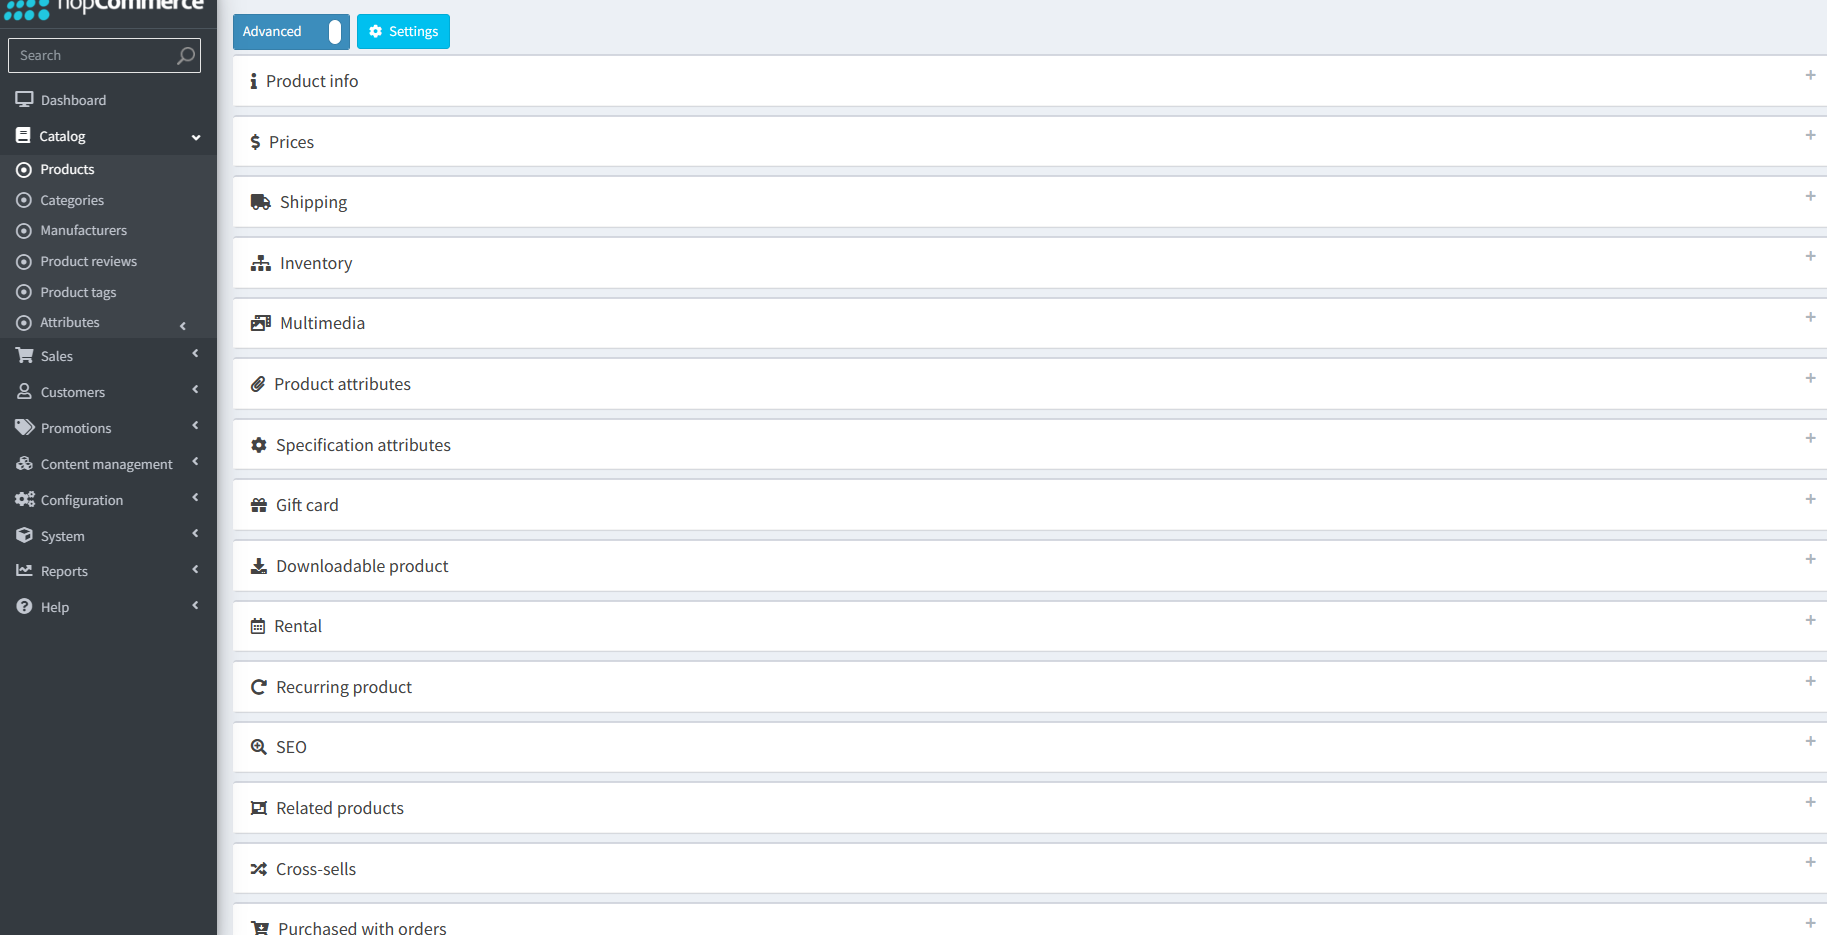 nopCommerce
Search
Dashboard
Catalog
Products
Categories
Manufacturers
Product reviews
Product tags
Attributes
Sales
Customers
Promotions
Content management
Configuration
System
Reports
Help
Advanced
Settings
Product info
Prices
Shipping
Inventory
Multimedia
Product attributes
Specification attributes
Gift card
Downloadable product
Rental
Recurring product
SEO
Related products
Cross-sells
Purchased with orders